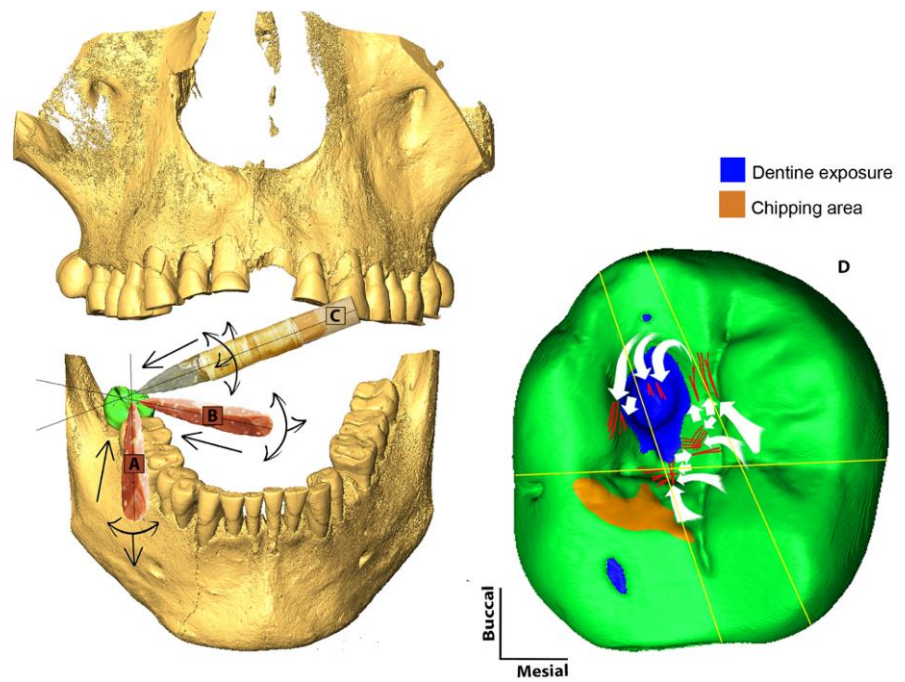 Dentine exposure
Chipping area
D
C
B
A
Buccal
Mesial